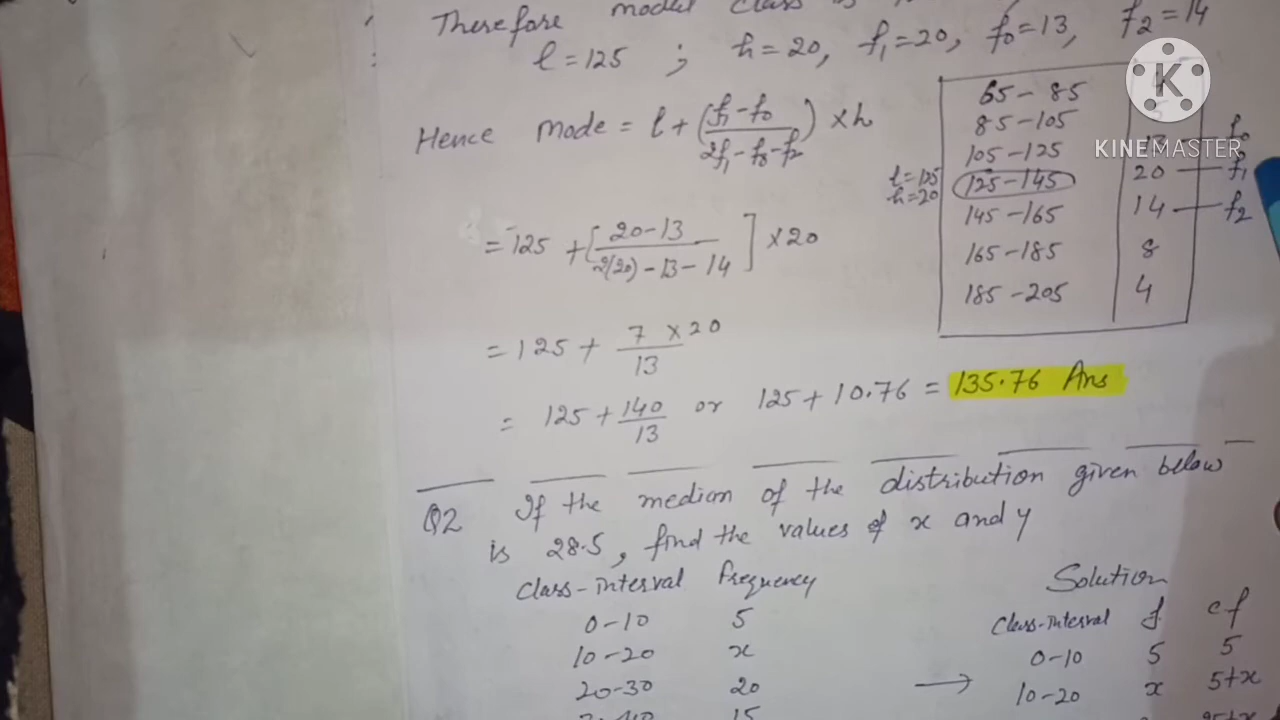 Therefore modal class is
l = 125 ; h = 20, f₁ = 20, f₀ = 13, f₂ = 14
Hence mode = l + (f₁ - f₀ / 2f₁ - f₀ - f₂) × h
= 125 + [20 - 13 / 2(20) - 13 - 14] × 20
= 125 + 7 × 20 / 13
= 125 + 140/13 or 125 + 10.76 = 135.76 Ans
65 - 85
85 - 105
105 - 125 f₀
l = 125
h = 20
125 - 145 20 f₁
145 - 165 14 f₂
165 - 185 8
185 - 205 4
KINEMASTER
Q2 If the median of the distribution given below
is 28.5, find the values of x and y
Class-interval Frequency
0-10 5
10-20 x
20-30 20
15
Solution
Class-interval f cf
0-10 5 5
→ 10-20 x 5+x